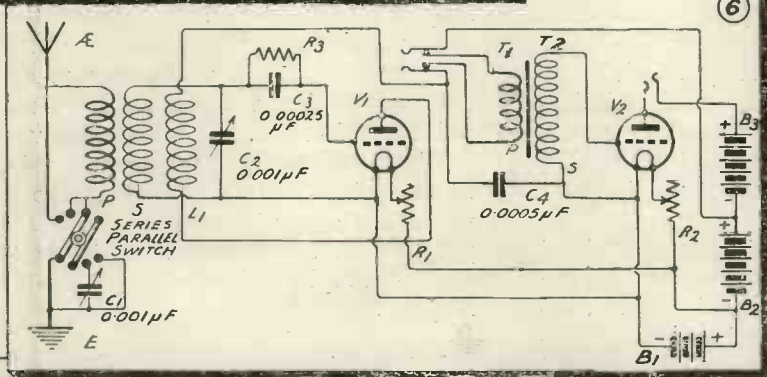 6
Æ
R3
C3
0.00025
µF
V1
C2
0.001µF
P
S
L1
SERIES
PARALLEL
SWITCH
C1
0.001µF
E
R1
T1
T2
P
S
C4
0.0005µF
V2
R2
+
B3
-
+
-
B2
B1
-
+